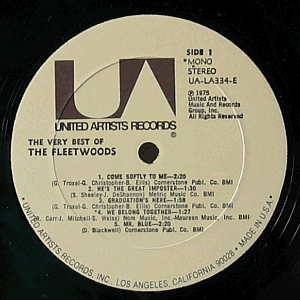 SIDE 1
*MONO
STEREO
UA-LA334-E
℗ 1975
United Artists
Music And Records
Group, Inc.
All Rights Reserved
UA
UNITED ARTISTS RECORDS
THE VERY BEST OF
THE FLEETWOODS
1. COME SOFTLY TO ME—2:20
(G. Troxel-G. Christopher-B. Ellis) Cornerstone Publ. Co. BMI)
2. HE'S THE GREAT IMPOSTER—2:30
(S. Sheeley-J. DeShannon) Metric Music Co. BMI)
3. GRADUATION'S HERE—1:58
(G. Troxel-G. Christopher-B. Ellis) Cornerstone Publ. Co. BMI)
4. WE BELONG TOGETHER—1:27
(R. Carr-J. Mitchell-S. Weiss) Nom Music, Inc.-Maureen Music, Inc. BMI)
5. MR. BLUE—2:20
(D. Blackwell) Cornerstone Publ. Co. BMI)
UNITED ARTISTS RECORDS, INC. LOS ANGELES, CALIFORNIA 90028 • MADE IN U.S.A.